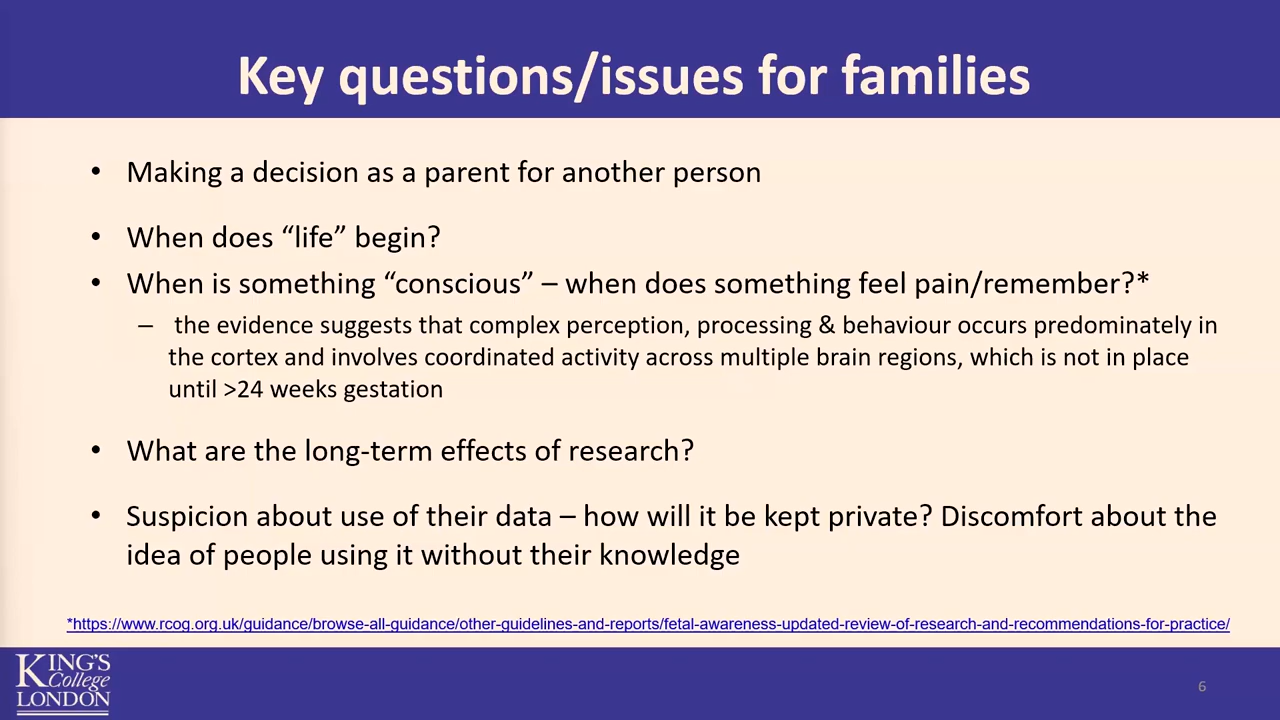 Key questions/issues for families
• Making a decision as a parent for another person
• When does “life” begin?
• When is something “conscious” – when does something feel pain/remember?*
– the evidence suggests that complex perception, processing & behaviour occurs predominately in
the cortex and involves coordinated activity across multiple brain regions, which is not in place
until >24 weeks gestation
• What are the long-term effects of research?
• Suspicion about use of their data – how will it be kept private? Discomfort about the
idea of people using it without their knowledge
*https://www.rcog.org.uk/guidance/browse-all-guidance/other-guidelines-and-reports/fetal-awareness-updated-review-of-research-and-recommendations-for-practice/
KING'S
College
LONDON
6